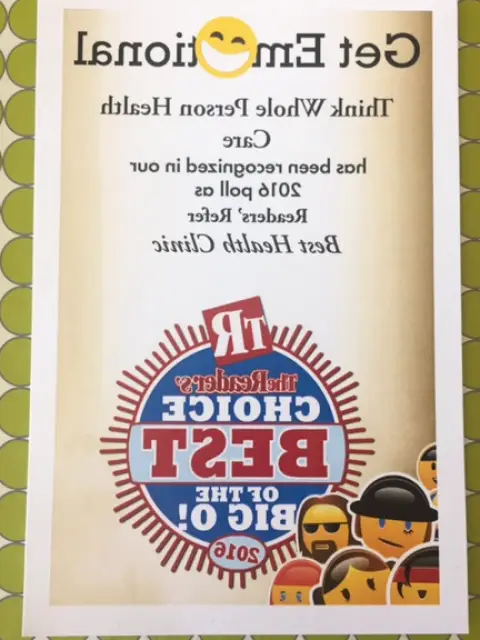 Get Em tional
Think Whole Person Health
Care
has been recognized in our
2016 poll as
Readers' Refer
Best Health Clinic
TR
The Readers'
CHOICE
BEST
OF THE
BIG O!
2016